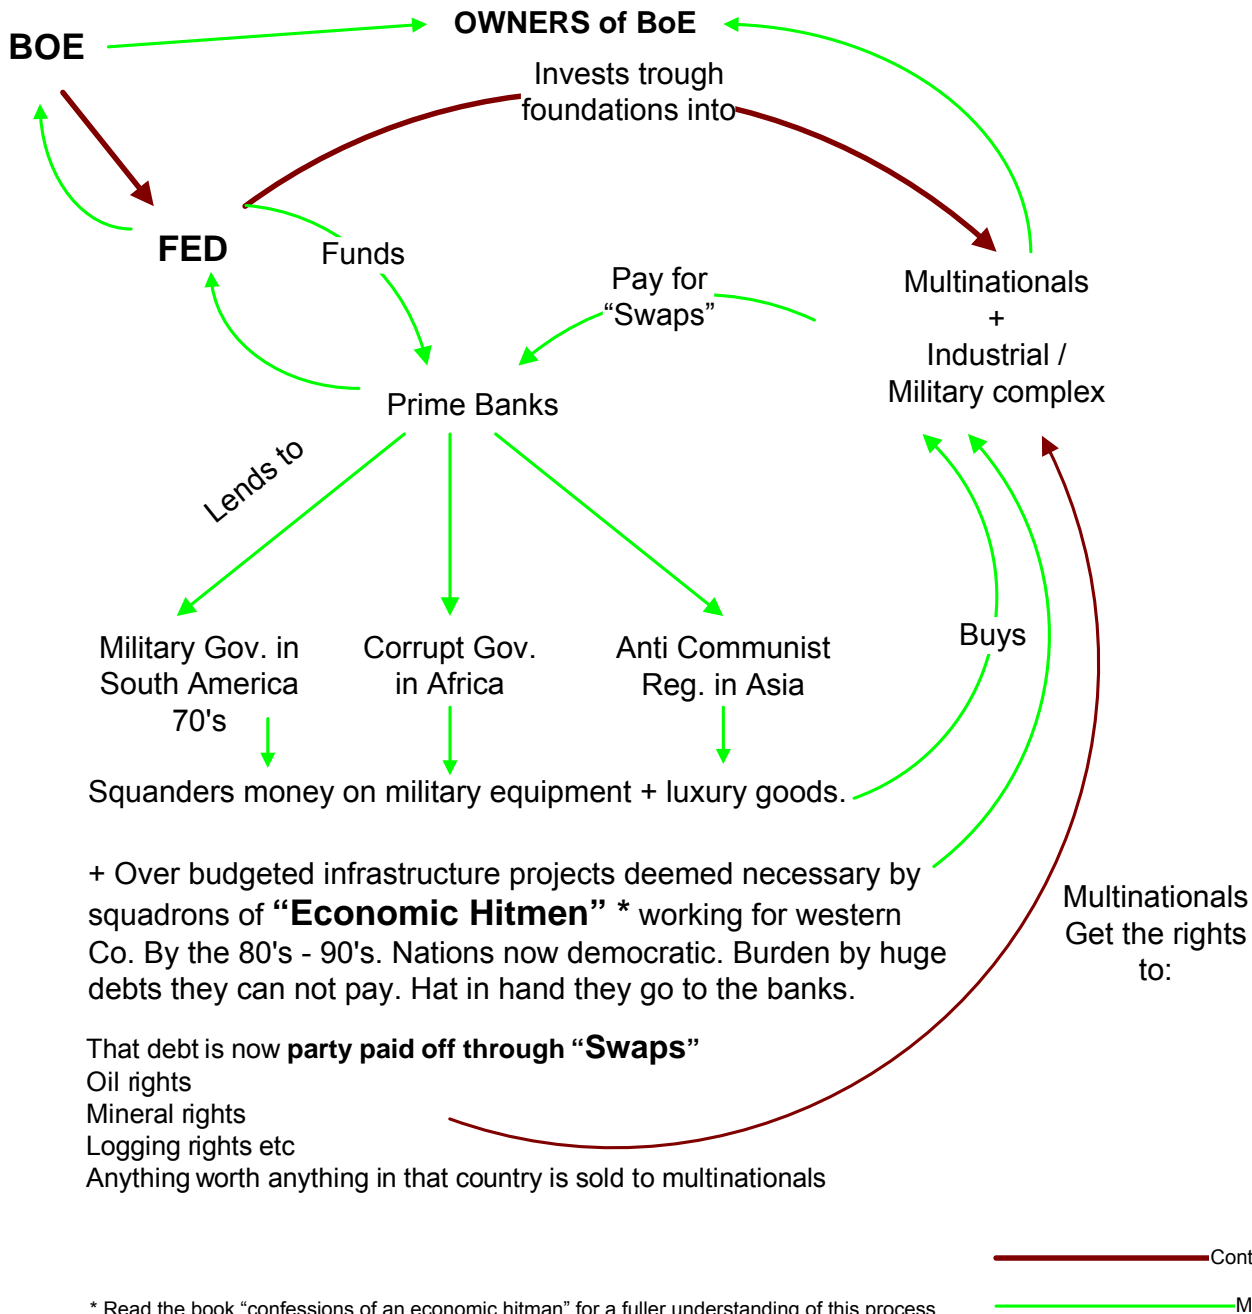 OWNERS of BoE
BOE
Invests trough
foundations into
FED
Funds
Pay for
“Swaps”
Multinationals
+
Industrial /
Military complex
Prime Banks
Lends to
Military Gov. in
South America
70's
Corrupt Gov.
in Africa
Anti Communist
Reg. in Asia
Buys
Squanders money on military equipment + luxury goods.
+ Over budgeted infrastructure projects deemed necessary by
squadrons of “Economic Hitmen” * working for western
Co. By the 80's - 90's. Nations now democratic. Burden by huge
debts they can not pay. Hat in hand they go to the banks.
Multinationals
Get the rights
to:
That debt is now party paid off through “Swaps”
Oil rights
Mineral rights
Logging rights etc
Anything worth anything in that country is sold to multinationals
Cont
M
* Read the book “confessions of an economic hitman” for a fuller understanding of this process